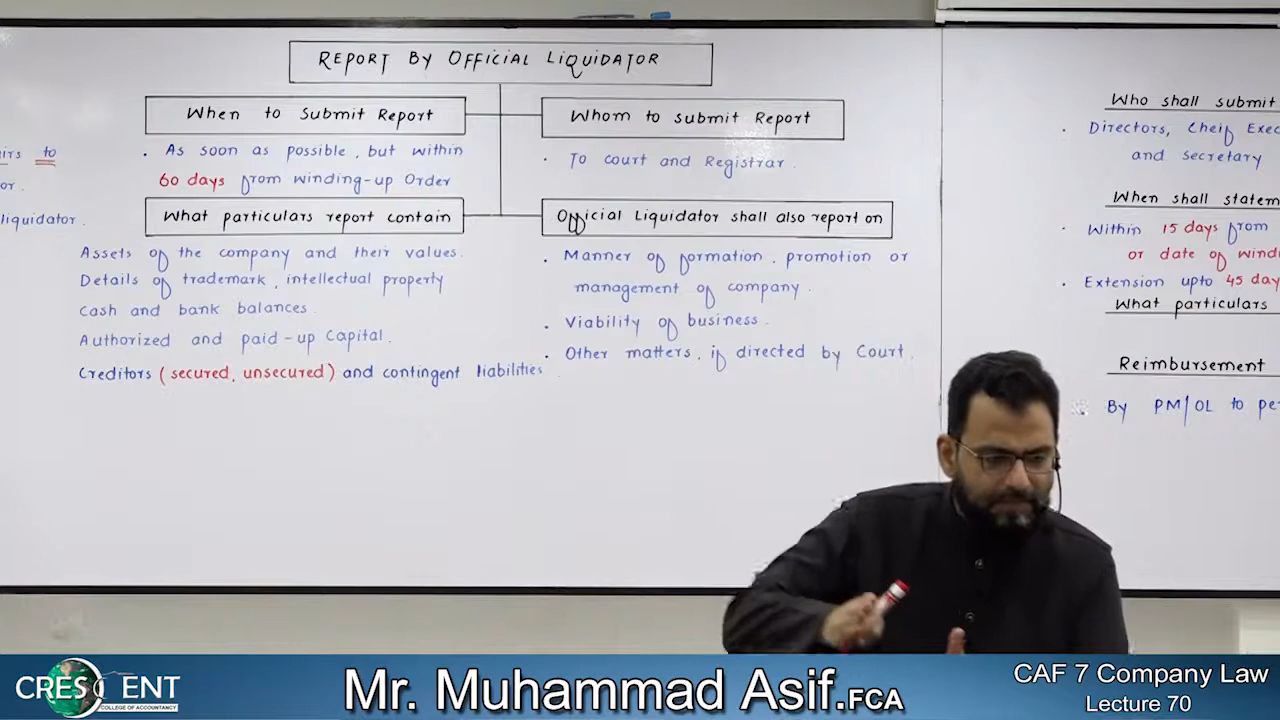 REPORT BY OFFICIAL LIQUIDATOR
When to Submit Report
. As soon as possible, but within
60 days from winding-up Order
Whom to submit Report
. To court and Registrar.
What particulars report contain
Assets of the company and their values.
Details of trademark, intellectual property
Cash and bank balances.
Authorized and paid-up Capital.
Creditors (secured, unsecured) and contingent liabilities.
Official Liquidator shall also report on
. Manner of formation, promotion or
management of company.
. Viability of business.
. Other matters, if directed by Court.
to
liquidator.
Who shall submit
. Directors, Cheif Exec
and secretary
When shall statem
. Within 15 days from
or date of wind
. Extension upto 45 day
What particulars
Reimbursement
By PM/OL to pe
CRESCENT
COLLEGE OF ACCOUNTANCY
Mr. Muhammad Asif.FCA
CAF 7 Company Law
Lecture 70